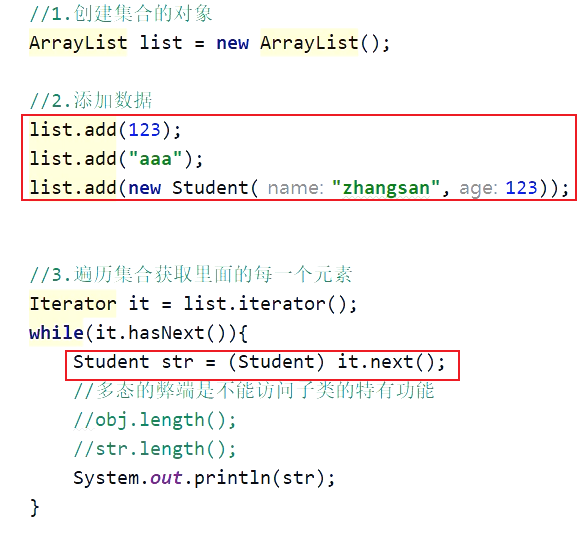 //1.创建集合的对象
ArrayList list = new ArrayList();
//2.添加数据
list.add(123);
list.add("aaa");
list.add(new Student( name: "zhangsan", age: 123));
//3.遍历集合获取里面的每一个元素
Iterator it = list.iterator();
while(it.hasNext()){
Student str = (Student) it.next();
//多态的弊端是不能访问子类的特有功能
//obj.length();
//str.length();
System.out.println(str);
}